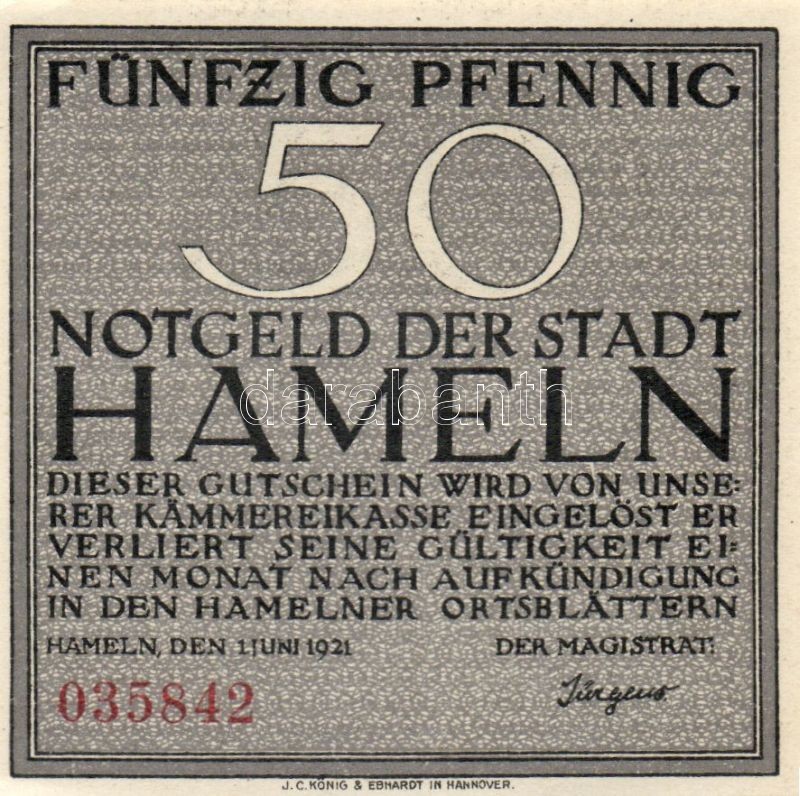 FÜNFZIG PFENNIG
50
NOTGELD DER STADT
HAMELN
darabanth
DIESER GUTSCHEIN WIRD VON UNSE=
RER KÄMMEREIKASSE EINGELÖST ER
VERLIERT SEINE GÜLTIGKEIT EI=
NEN MONAT NACH AUFKÜNDIGUNG
IN DEN HAMELNER ORTSBLÄTTERN
HAMELN, DEN 1.JUNI 1921 DER MAGISTRAT:
035842 Jürgens.
J.C.KÖNIG & EBHARDT IN HANNOVER.